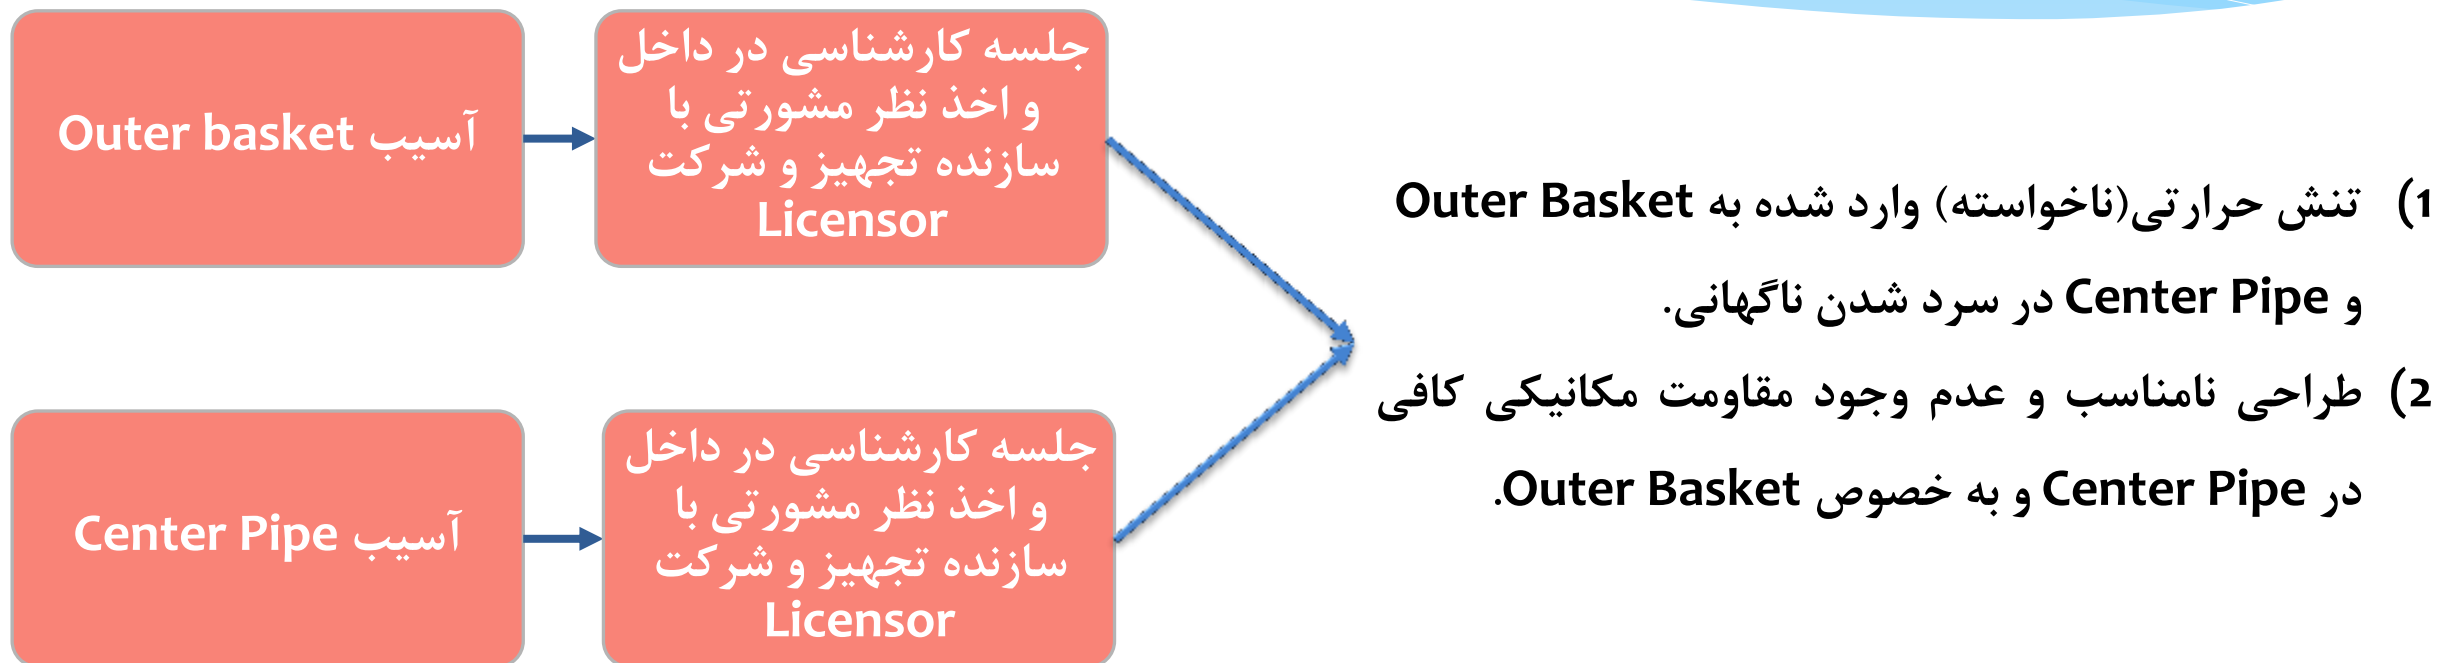 آسیب Outer basket
جلسه کارشناسی در داخل
و اخذ نظر مشورتی با
سازنده تجهیز و شرکت
Licensor
1) تنش حرارتی(ناخواسته) وارد شده به Outer Basket
و Center Pipe در سرد شدن ناگهانی.
2) طراحی نامناسب و عدم وجود مقاومت مکانیکی کافی
در Center Pipe و به خصوص Outer Basket.
آسیب Center Pipe
جلسه کارشناسی در داخل
و اخذ نظر مشورتی با
سازنده تجهیز و شرکت
Licensor